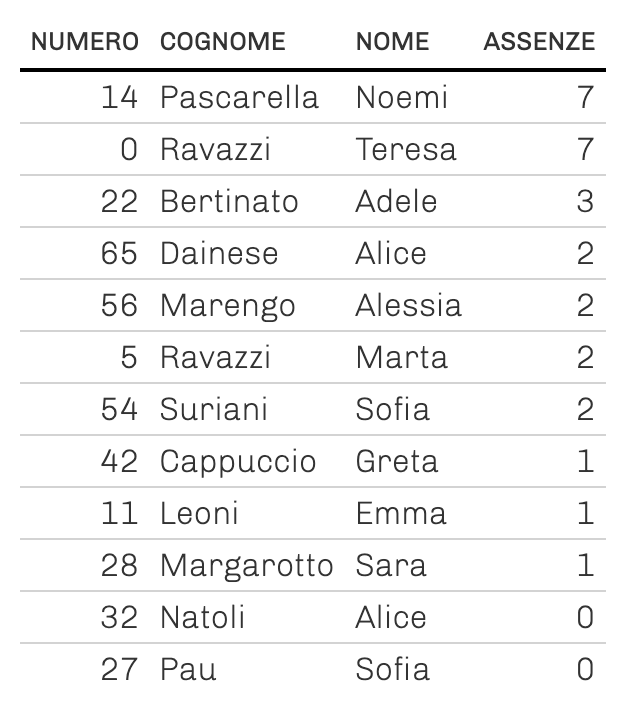 NUMERO COGNOME NOME ASSENZE
14 Pascarella Noemi 7
0 Ravazzi Teresa 7
22 Bertinato Adele 3
65 Dainese Alice 2
56 Marengo Alessia 2
5 Ravazzi Marta 2
54 Suriani Sofia 2
42 Cappuccio Greta 1
11 Leoni Emma 1
28 Margarotto Sara 1
32 Natoli Alice 0
27 Pau Sofia 0